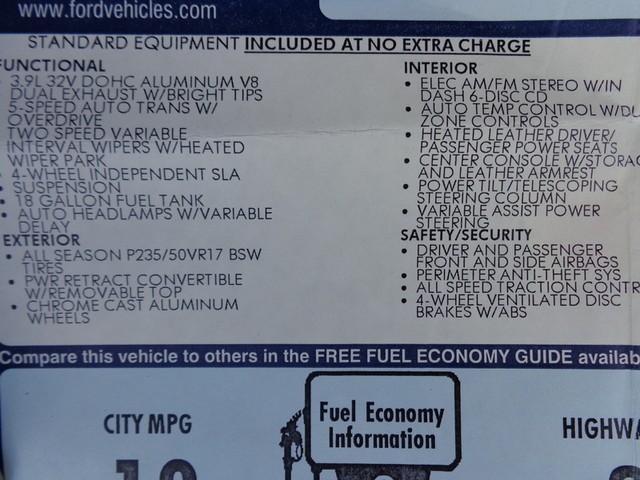 www.fordvehicles.com
STANDARD EQUIPMENT INCLUDED AT NO EXTRA CHARGE
FUNCTIONAL
3.9L 32V DOHC ALUMINUM V8
DUAL EXHAUST W/BRIGHT TIPS
5-SPEED AUTO TRANS W/
OVERDRIVE
TWO SPEED VARIABLE
INTERVAL WIPERS W/HEATED
WIPER PARK
• 4-WHEEL INDEPENDENT SLA
• SUSPENSION
• 18 GALLON FUEL TANK
• AUTO HEADLAMPS W/VARIABLE
DELAY
EXTERIOR
• ALL SEASON P235/50VR17 BSW
TIRES
• PWR RETRACT CONVERTIBLE
W/REMOVABLE TOP
• CHROME CAST ALUMINUM
WHEELS
INTERIOR
• ELEC AM/FM STEREO W/IN
DASH 6-DISC CD
• AUTO TEMP CONTROL W/DU
ZONE CONTROLS
• HEATED LEATHER DRIVER/
PASSENGER POWER SEATS
• CENTER CONSOLE W/STORAG
AND LEATHER ARMREST
• POWER TILT/TELESCOPING
STEERING COLUMN
• VARIABLE ASSIST POWER
STEERING
SAFETY/SECURITY
• DRIVER AND PASSENGER
FRONT AND SIDE AIRBAGS
• PERIMETER ANTI-THEFT SYS
• ALL SPEED TRACTION CONTR
• 4-WHEEL VENTILATED DISC
BRAKES W/ABS
Compare this vehicle to others in the FREE FUEL ECONOMY GUIDE availab
CITY MPG
Fuel Economy
Information
HIGHWA